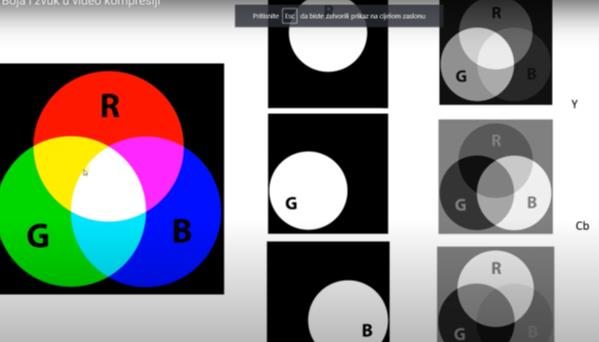 Boja i zvuk u video kompresiji
Pritisnite Esc da biste zatvorili prikaz na cijelom zaslonu
R
G
B
R
G
B
R
G
B
Y
R
G
B
Cb
R
G
B